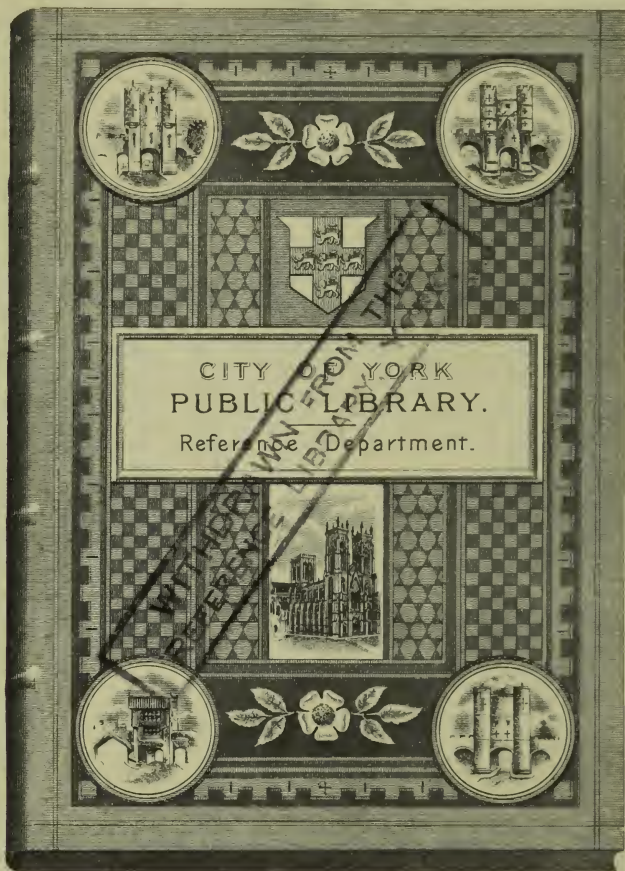 CITY OF YORK
PUBLIC LIBRARY.
Reference Department.
WITHDRAWN FROM THE
REFERENCE LIBRARY